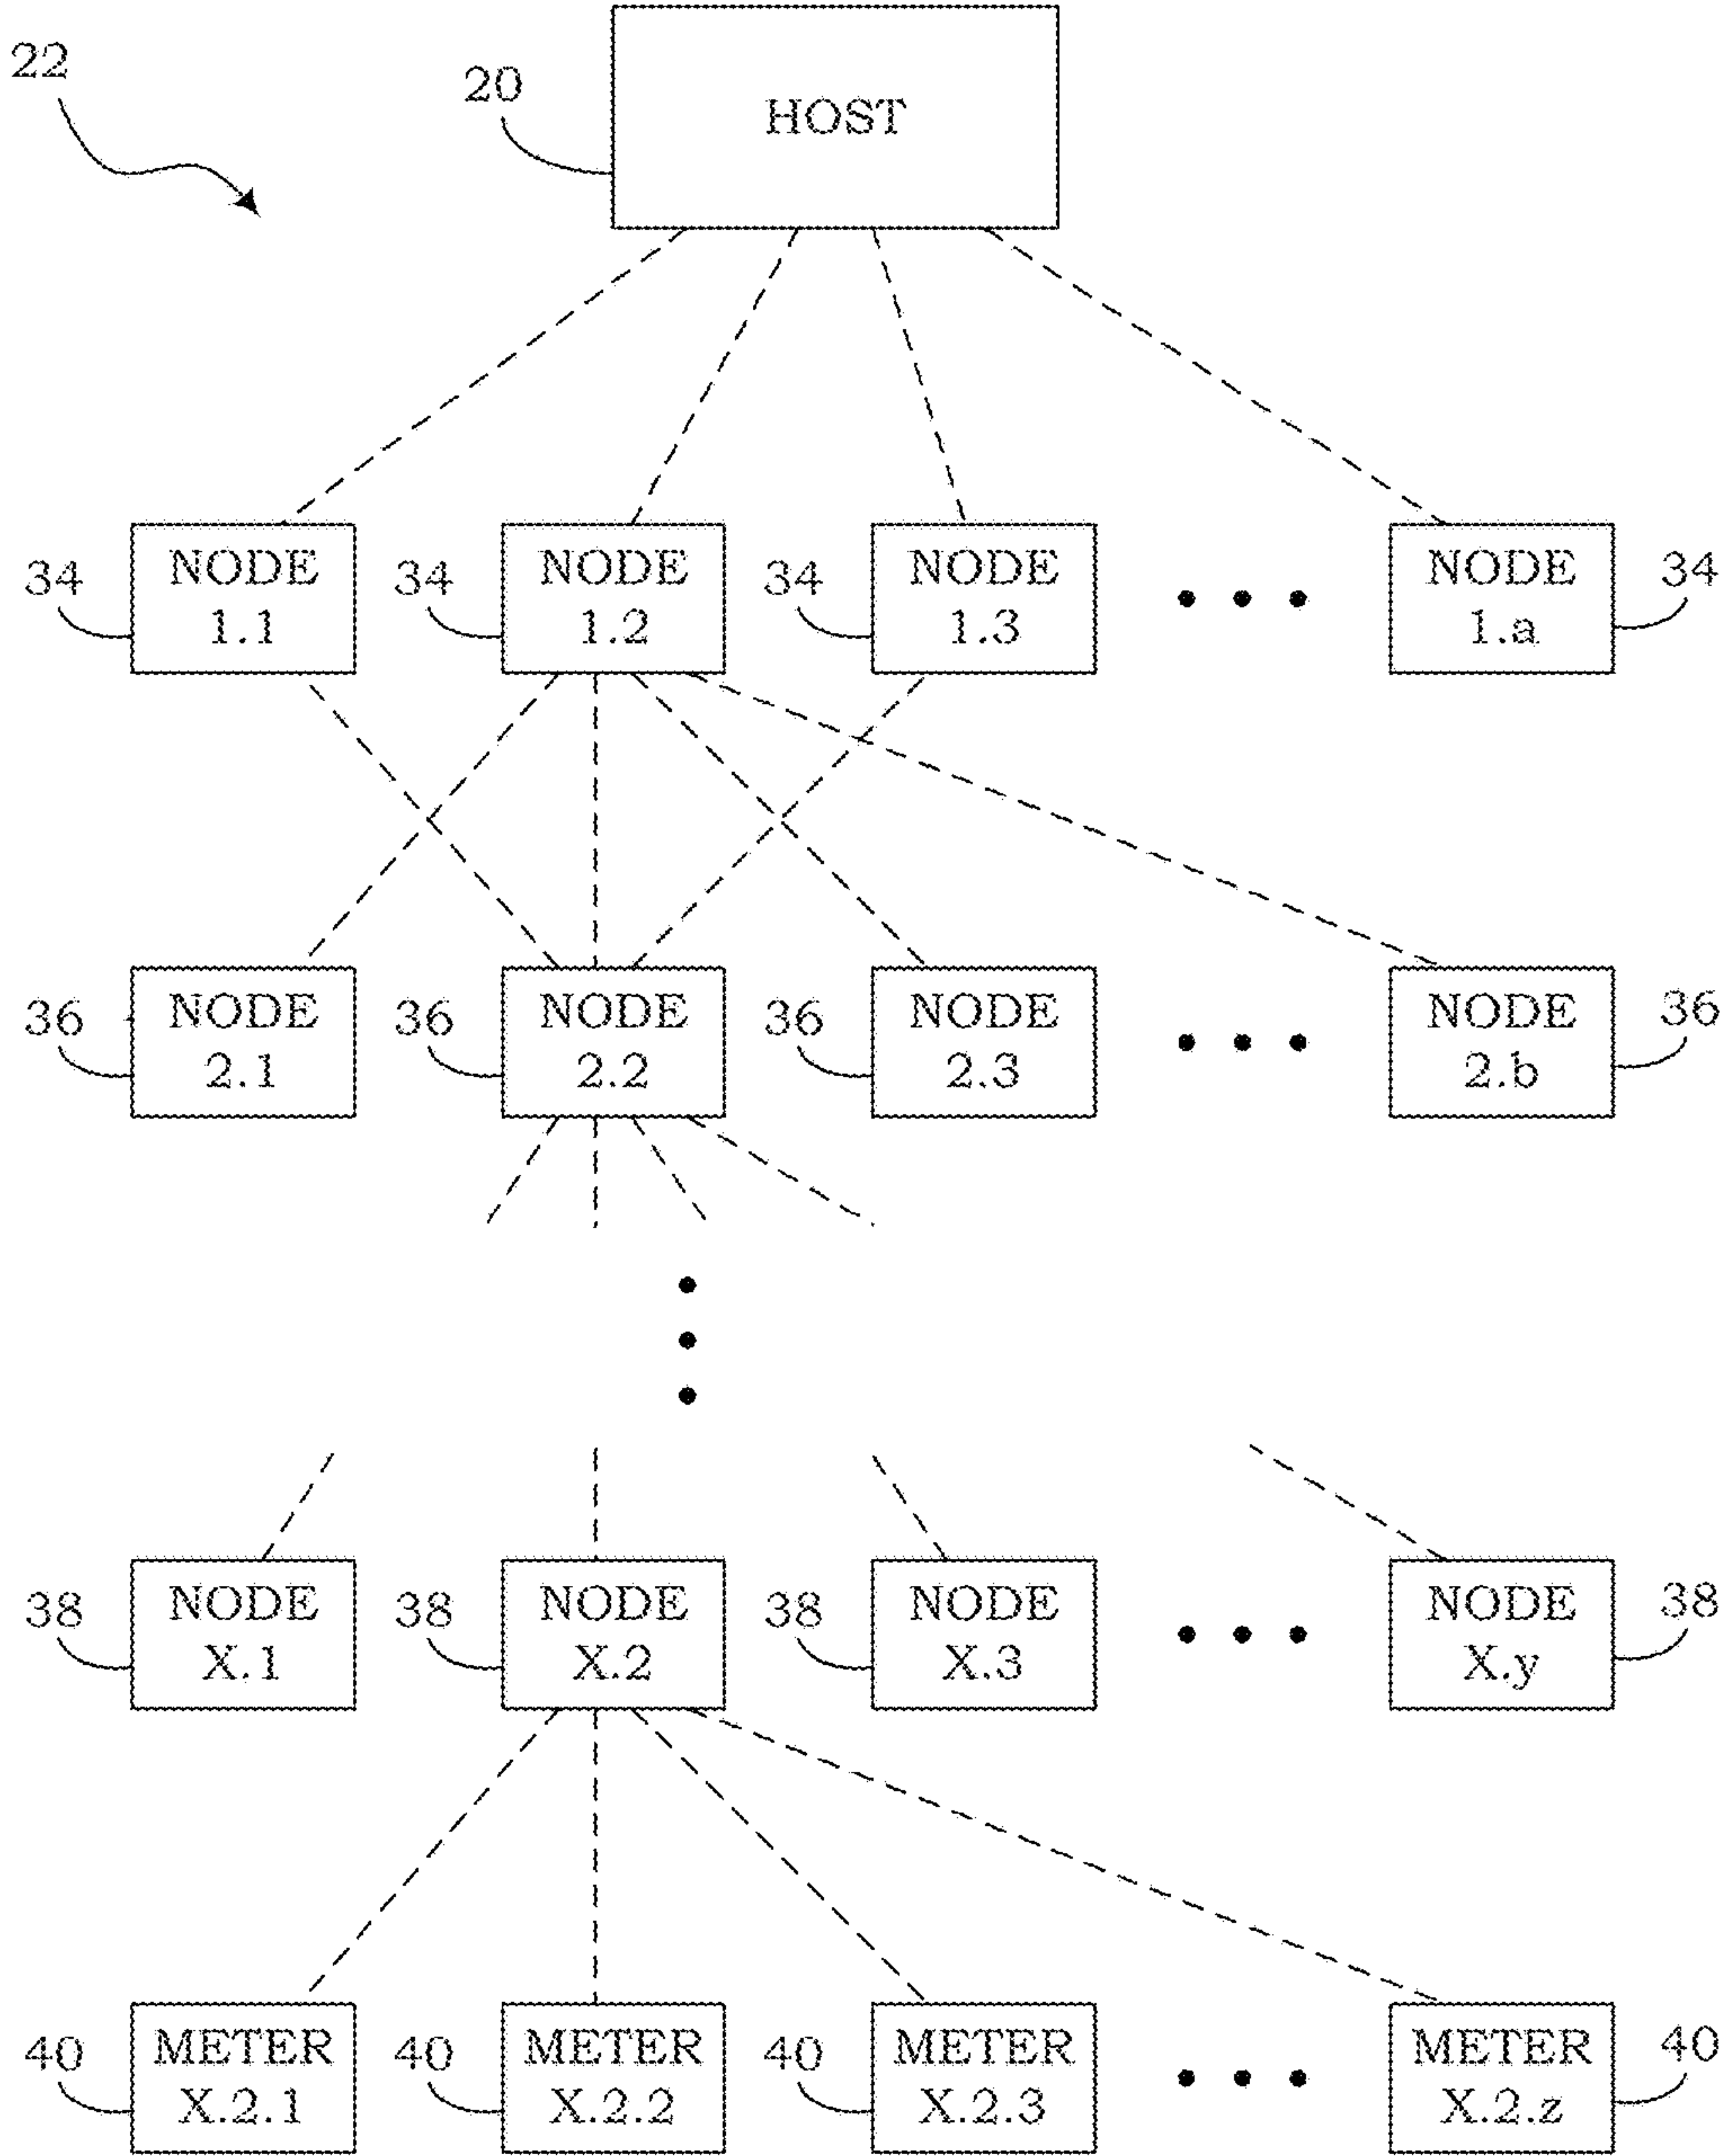 22
20
HOST
34
NODE
1.1
34
NODE
1.2
34
NODE
1.3
NODE
1.a
34
36
NODE
2.1
36
NODE
2.2
36
NODE
2.3
NODE
2.b
36
38
NODE
X.1
38
NODE
X.2
38
NODE
X.3
NODE
X.y
38
40
METER
X.2.1
40
METER
X.2.2
40
METER
X.2.3
METER
X.2.z
40